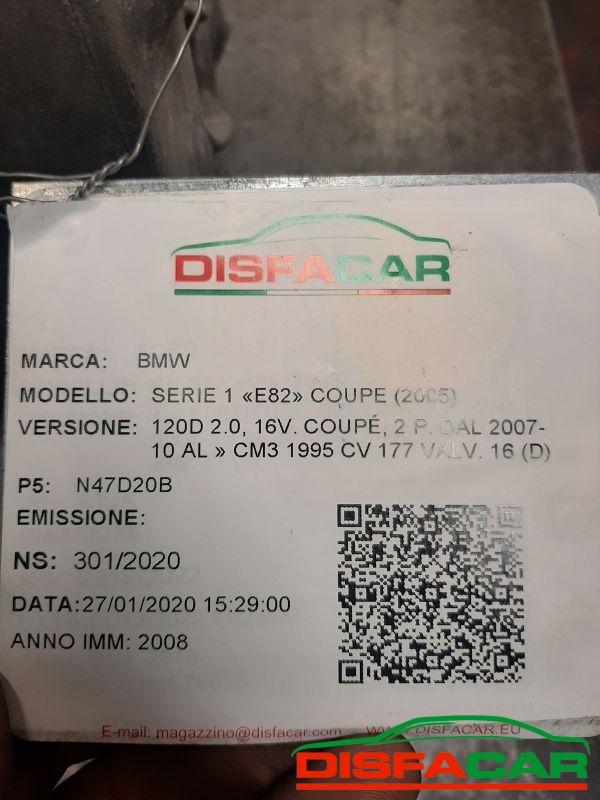 DISFACAR
MARCA: BMW
MODELLO: SERIE 1 «E82» COUPE (2005)
VERSIONE: 120D 2.0, 16V. COUPÉ, 2 P. DAL 2007-
10 AL » CM3 1995 CV 177 VALV. 16 (D)
P5: N47D20B
EMISSIONE:
NS: 301/2020
DATA:27/01/2020 15:29:00
ANNO IMM: 2008
E-mail: magazzino@disfacar.com WWW.DISFACAR.EU
DISFACAR